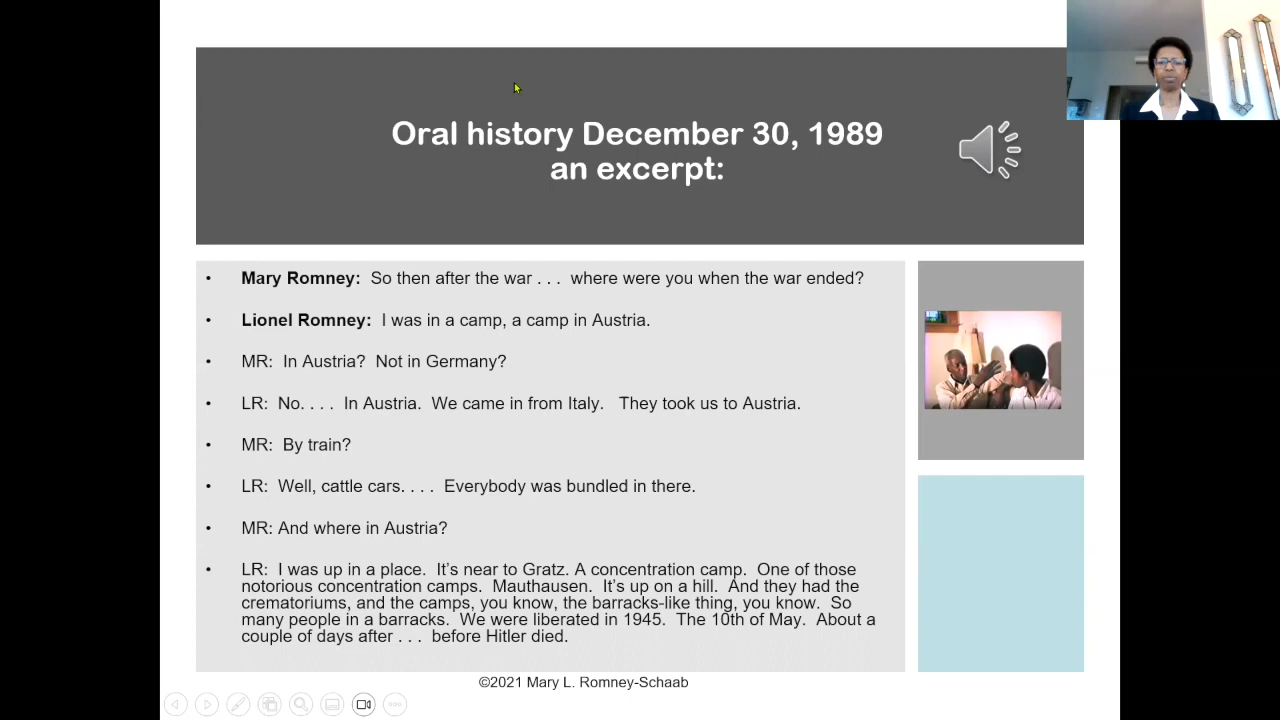 Oral history December 30, 1989
an excerpt:
• Mary Romney: So then after the war . . . where were you when the war ended?
• Lionel Romney: I was in a camp, a camp in Austria.
• MR: In Austria? Not in Germany?
• LR: No. . . . In Austria. We came in from Italy. They took us to Austria.
• MR: By train?
• LR: Well, cattle cars. . . . Everybody was bundled in there.
• MR: And where in Austria?
• LR: I was up in a place. It’s near to Gratz. A concentration camp. One of those
notorious concentration camps. Mauthausen. It’s up on a hill. And they had the
crematoriums, and the camps, you know, the barracks-like thing, you know. So
many people in a barracks. We were liberated in 1945. The 10th of May. About a
couple of days after . . . before Hitler died.
©2021 Mary L. Romney-Schaab